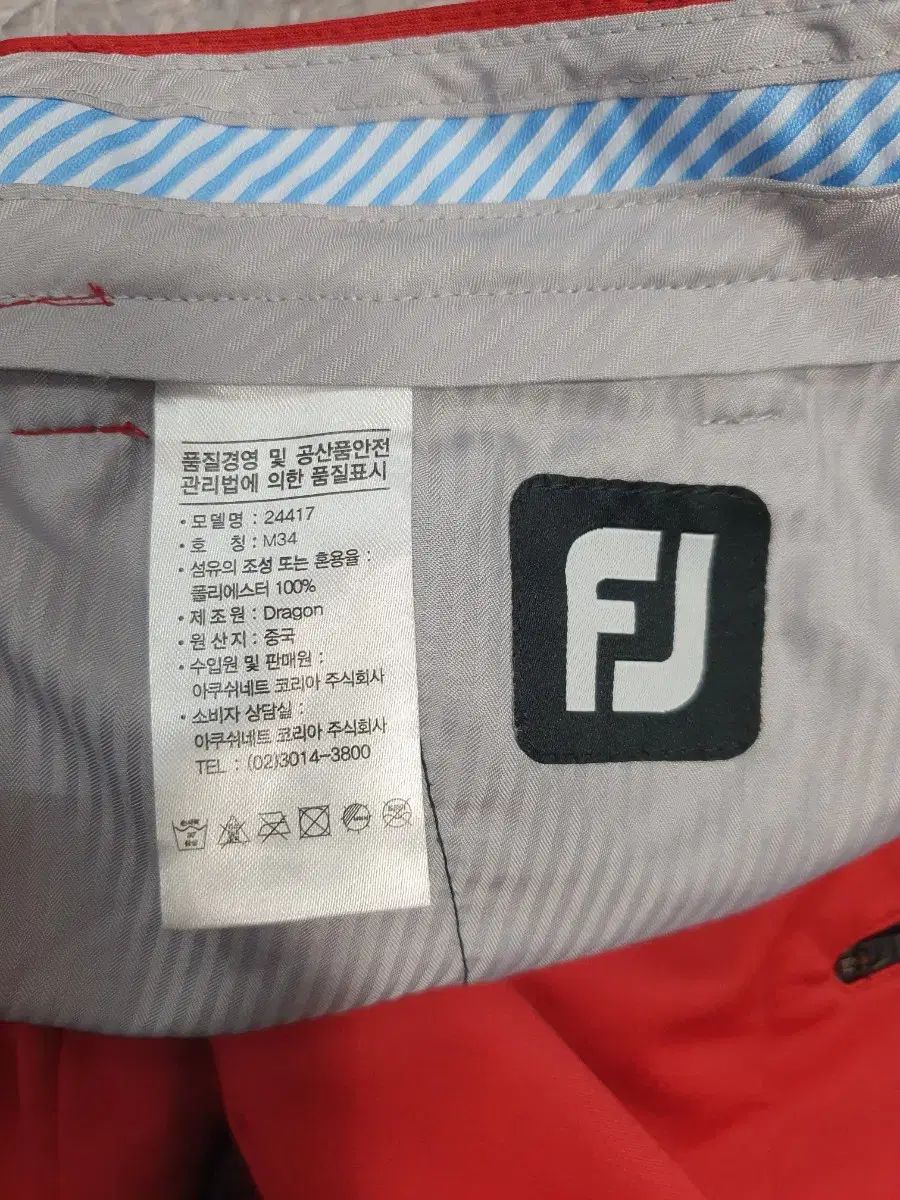 품질경영 및 공산품안전
관리법에 의한 품질표시
· 모델명 : 24417
· 호 칭 : M34
· 섬유의 조성 또는 혼용율 :
폴리에스터 100%
· 제조원 : Dragon
· 원산지 : 중국
· 수입원 및 판매원 :
아쿠쉬네트 코리아 주식회사
· 소비자 상담실 :
아쿠쉬네트 코리아 주식회사
TEL : (02)3014-3800
FJ